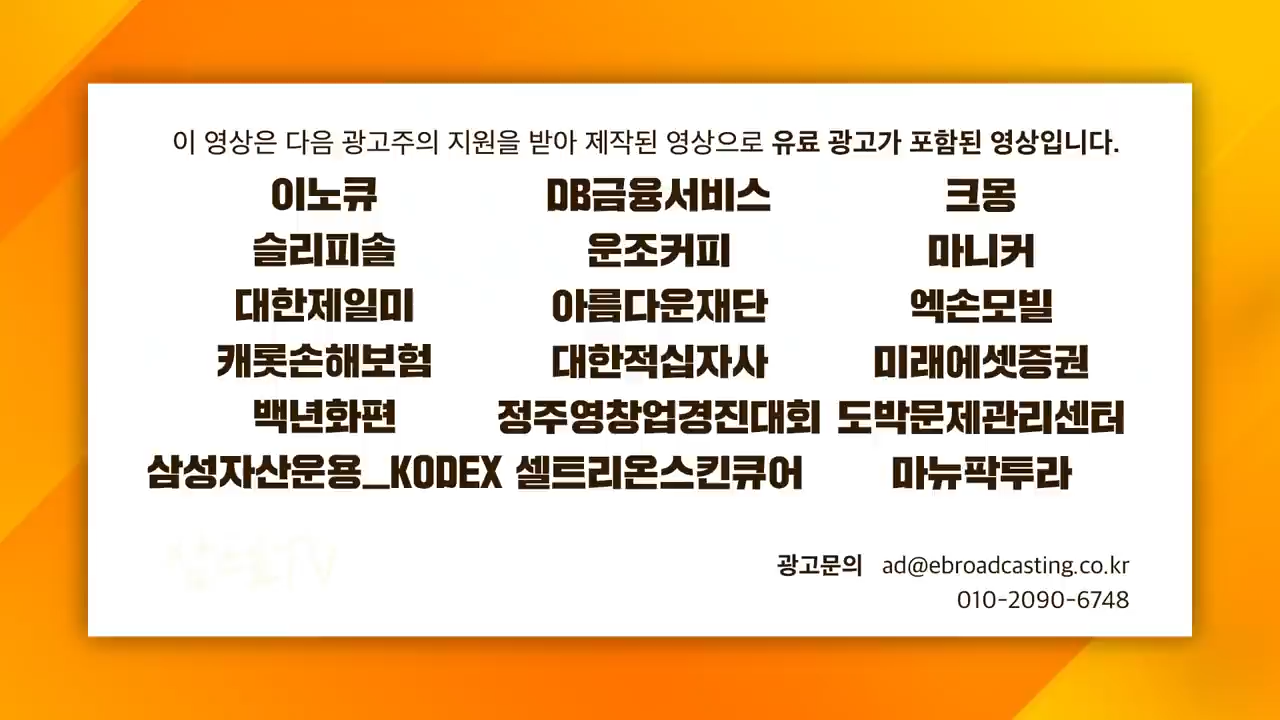 이 영상은 다음 광고주의 지원을 받아 제작된 영상으로 유료 광고가 포함된 영상입니다.
이노큐 DB금융서비스 크몽
슬리피솔 운조커피 마니커
대한제일미 아름다운재단 엑손모빌
캐롯손해보험 대한적십자사 미래에셋증권
백년화편 정주영창업경진대회 도박문제관리센터
삼성자산운용_KODEX 셀트리온스킨큐어 마뉴팍투라
광고문의 ad@ebroadcasting.co.kr
010-2090-6748